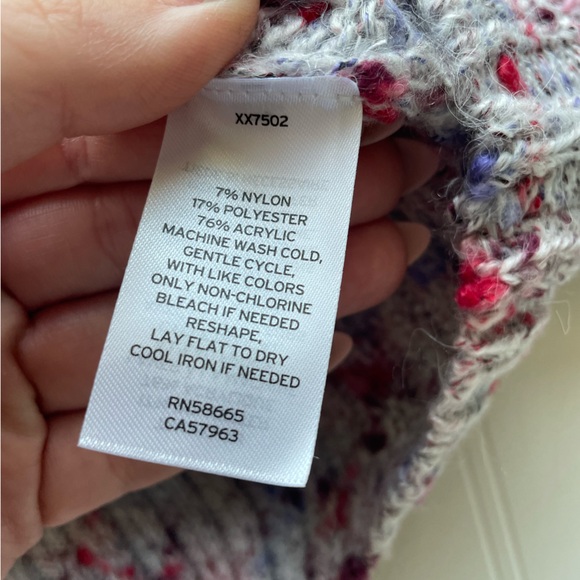 XX7502
7% NYLON
17% POLYESTER
76% ACRYLIC
MACHINE WASH COLD,
GENTLE CYCLE,
WITH LIKE COLORS
ONLY NON-CHLORINE
BLEACH IF NEEDED
RESHAPE,
LAY FLAT TO DRY
COOL IRON IF NEEDED
RN58665
CA57963